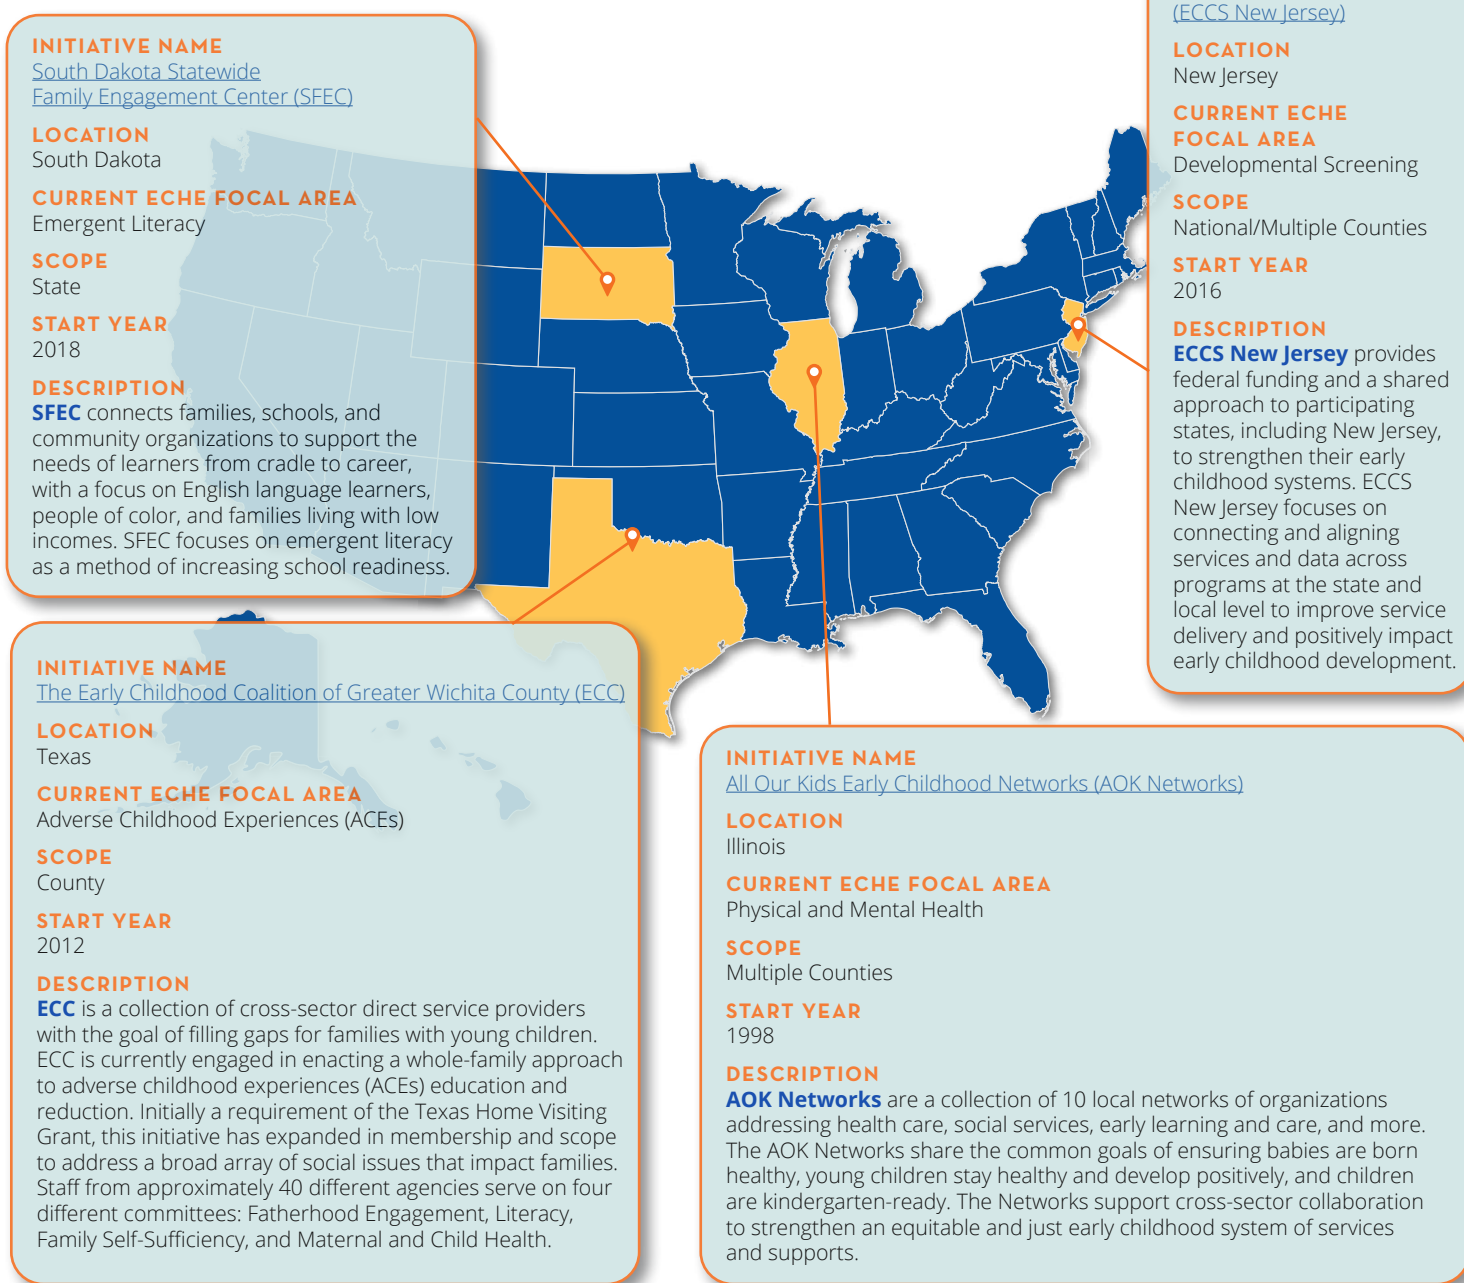 INITIATIVE NAME
South Dakota Statewide
Family Engagement Center (SFEC)
LOCATION
South Dakota
CURRENT ECHE FOCAL AREA
Emergent Literacy
SCOPE
State
START YEAR
2018
DESCRIPTION
SFEC connects families, schools, and
community organizations to support the
needs of learners from cradle to career,
with a focus on English language learners,
people of color, and families living with low
incomes. SFEC focuses on emergent literacy
as a method of increasing school readiness.
(ECCS New Jersey)
LOCATION
New Jersey
CURRENT ECHE
FOCAL AREA
Developmental Screening
SCOPE
National/Multiple Counties
START YEAR
2016
DESCRIPTION
ECCS New Jersey provides
federal funding and a shared
approach to participating
states, including New Jersey,
to strengthen their early
childhood systems. ECCS
New Jersey focuses on
connecting and aligning
services and data across
programs at the state and
local level to improve service
delivery and positively impact
early childhood development.
INITIATIVE NAME
The Early Childhood Coalition of Greater Wichita County (ECC)
LOCATION
Texas
CURRENT ECHE FOCAL AREA
Adverse Childhood Experiences (ACEs)
SCOPE
County
START YEAR
2012
DESCRIPTION
ECC is a collection of cross-sector direct service providers
with the goal of filling gaps for families with young children.
ECC is currently engaged in enacting a whole-family approach
to adverse childhood experiences (ACEs) education and
reduction. Initially a requirement of the Texas Home Visiting
Grant, this initiative has expanded in membership and scope
to address a broad array of social issues that impact families.
Staff from approximately 40 different agencies serve on four
different committees: Fatherhood Engagement, Literacy,
Family Self-Sufficiency, and Maternal and Child Health.
INITIATIVE NAME
All Our Kids Early Childhood Networks (AOK Networks)
LOCATION
Illinois
CURRENT ECHE FOCAL AREA
Physical and Mental Health
SCOPE
Multiple Counties
START YEAR
1998
DESCRIPTION
AOK Networks are a collection of 10 local networks of organizations
addressing health care, social services, early learning and care, and more.
The AOK Networks share the common goals of ensuring babies are born
healthy, young children stay healthy and develop positively, and children
are kindergarten-ready. The Networks support cross-sector collaboration
to strengthen an equitable and just early childhood system of services
and supports.